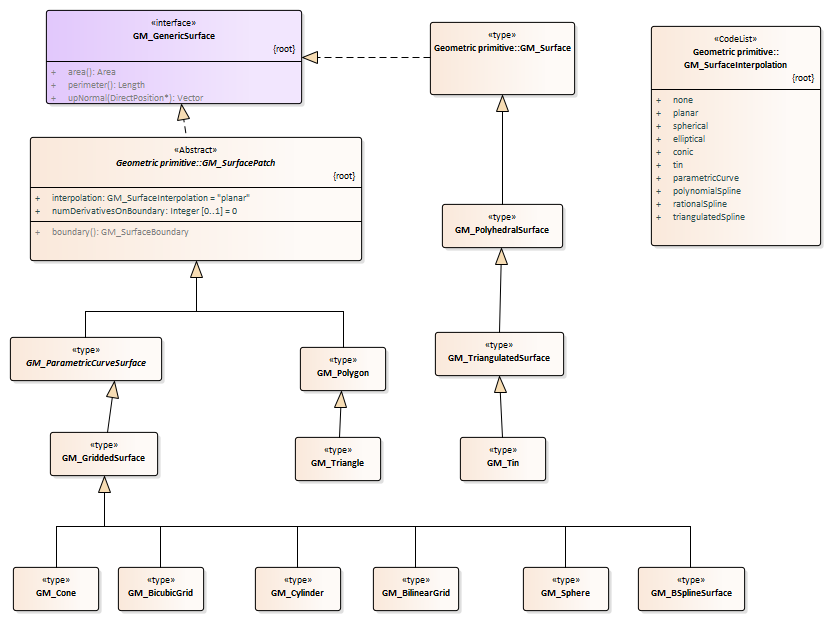 «interface»
GM_GenericSurface
{root}
+ area(): Area
+ perimeter(): Length
+ upNormal(DirectPosition*): Vector
«type»
Geometric primitive::GM_Surface
«CodeList»
Geometric primitive::
GM_SurfaceInterpolation
{root}
+ none
+ planar
+ spherical
+ elliptical
+ conic
+ tin
+ parametricCurve
+ polynomialSpline
+ rationalSpline
+ triangulatedSpline
«Abstract»
Geometric primitive::GM_SurfacePatch
{root}
+ interpolation: GM_SurfaceInterpolation = "planar"
+ numDerivativesOnBoundary: Integer [0..1] = 0
+ boundary(): GM_SurfaceBoundary
«type»
GM_PolyhedralSurface
«type»
GM_ParametricCurveSurface
«type»
GM_Polygon
«type»
GM_TriangulatedSurface
«type»
GM_GriddedSurface
«type»
GM_Triangle
«type»
GM_Tin
«type»
GM_Cone
«type»
GM_BicubicGrid
«type»
GM_Cylinder
«type»
GM_BilinearGrid
«type»
GM_Sphere
«type»
GM_BSplineSurface